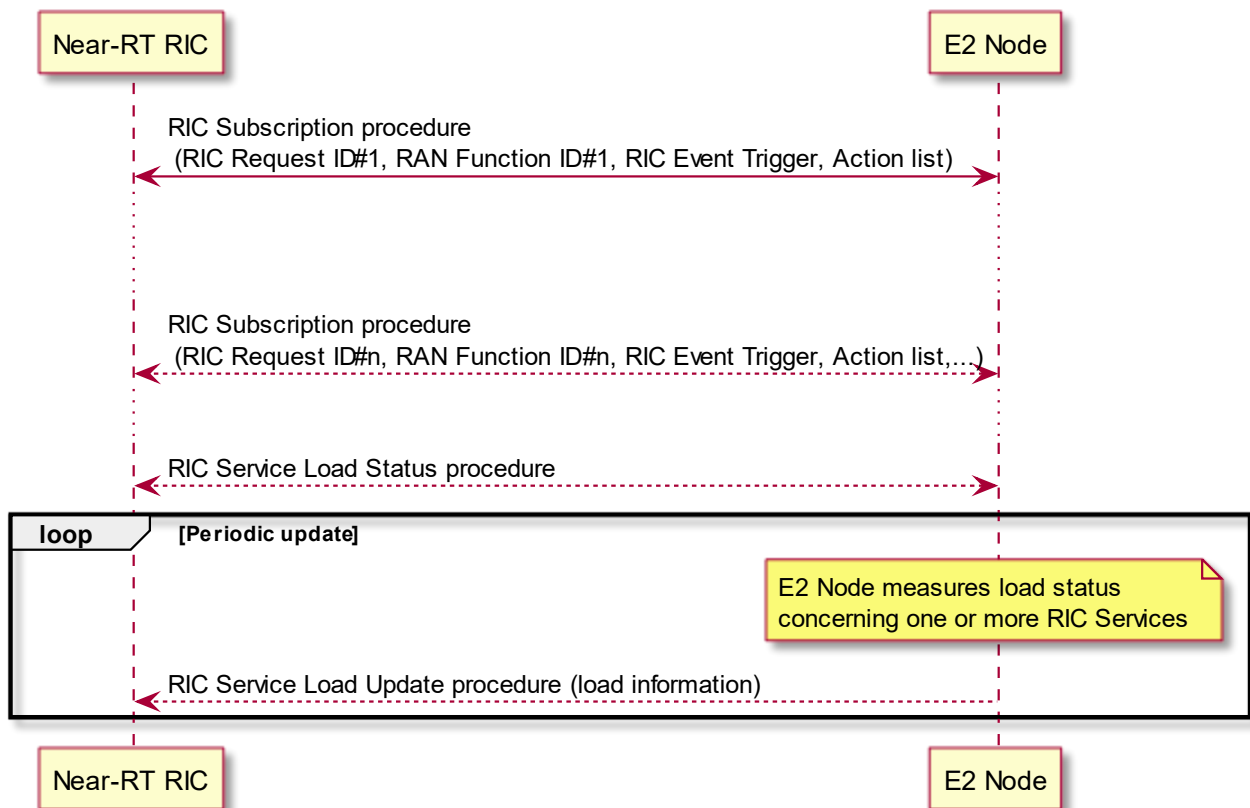 Near-RT RIC
E2 Node
RIC Subscription procedure
(RIC Request ID#1, RAN Function ID#1, RIC Event Trigger, Action list)
RIC Subscription procedure
(RIC Request ID#n, RAN Function ID#n, RIC Event Trigger, Action list,...)
RIC Service Load Status procedure
loop
[Periodic update]
E2 Node measures load status
concerning one or more RIC Services
RIC Service Load Update procedure (load information)
Near-RT RIC
E2 Node